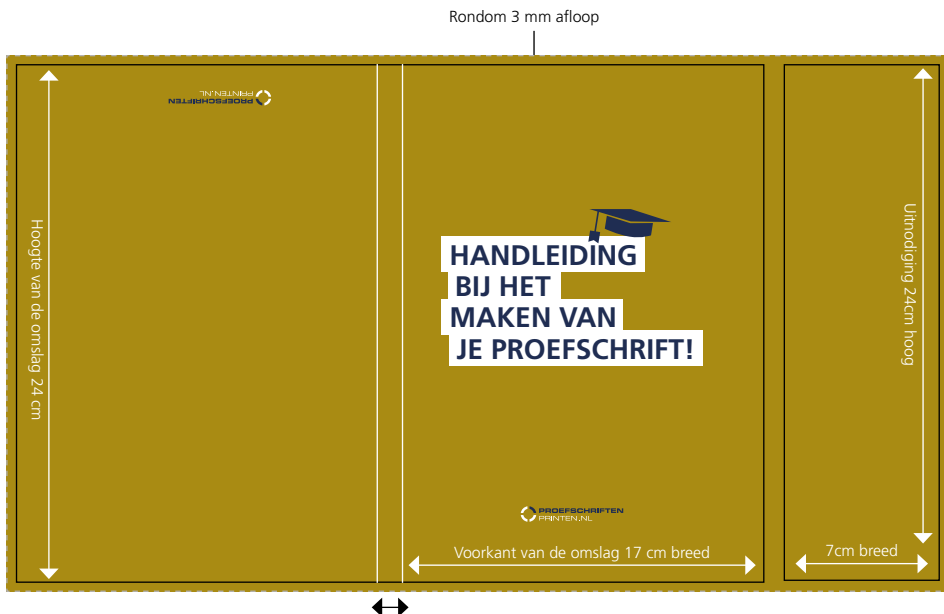 Rondom 3 mm afloop
PROEFSCHRIFTEN
PRINTEN.NL
Hoogte van de omslag 24 cm
HANDLEIDING
BIJ HET
MAKEN VAN
JE PROEFSCHRIFT!
PROEFSCHRIFTEN
PRINTEN.NL
Voorkant van de omslag 17 cm breed
Uitnodiging 24cm hoog
7cm breed